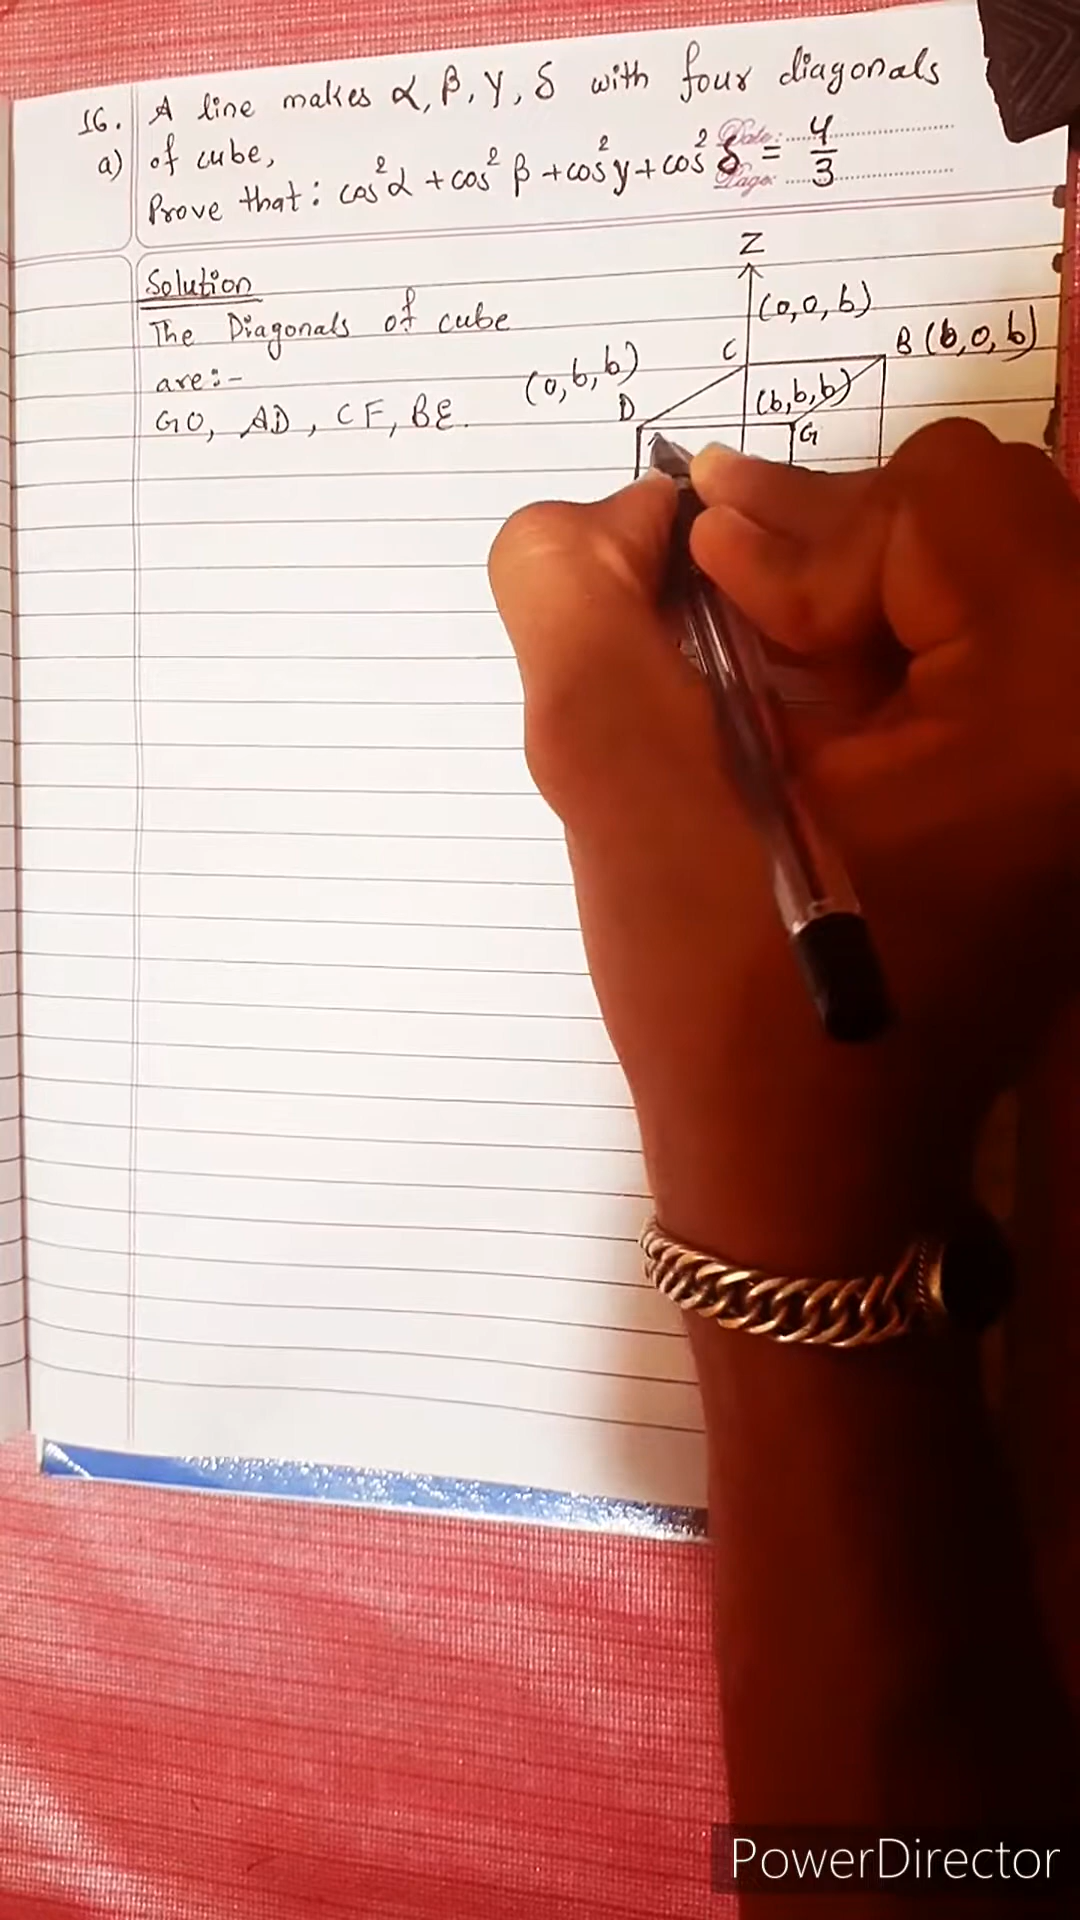 16. A line makes α, β, γ, δ with four diagonals
a) of cube,
Date:
Prove that: cos²α + cos²β + cos²γ + cos²δ = 4/3
Page:
Solution
The Diagonals of cube
are:-
GO, AD, CF, BE.
Z
(0,0,b)
C
B (b,0,b)
(0,b,b)
D
(b,b,b)
G
PowerDirector